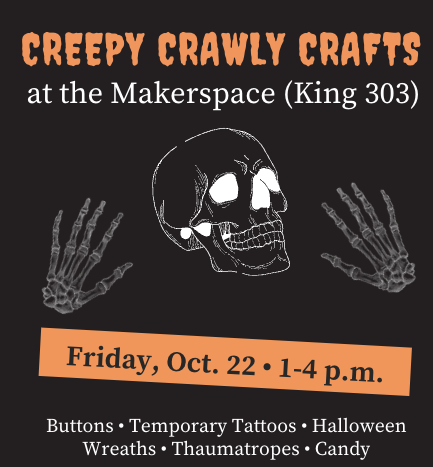 CREEPY CRAWLY CRAFTS
at the Makerspace (King 303)
Friday, Oct. 22 • 1-4 p.m.
Buttons • Temporary Tattoos • Halloween
Wreaths • Thaumatropes • Candy